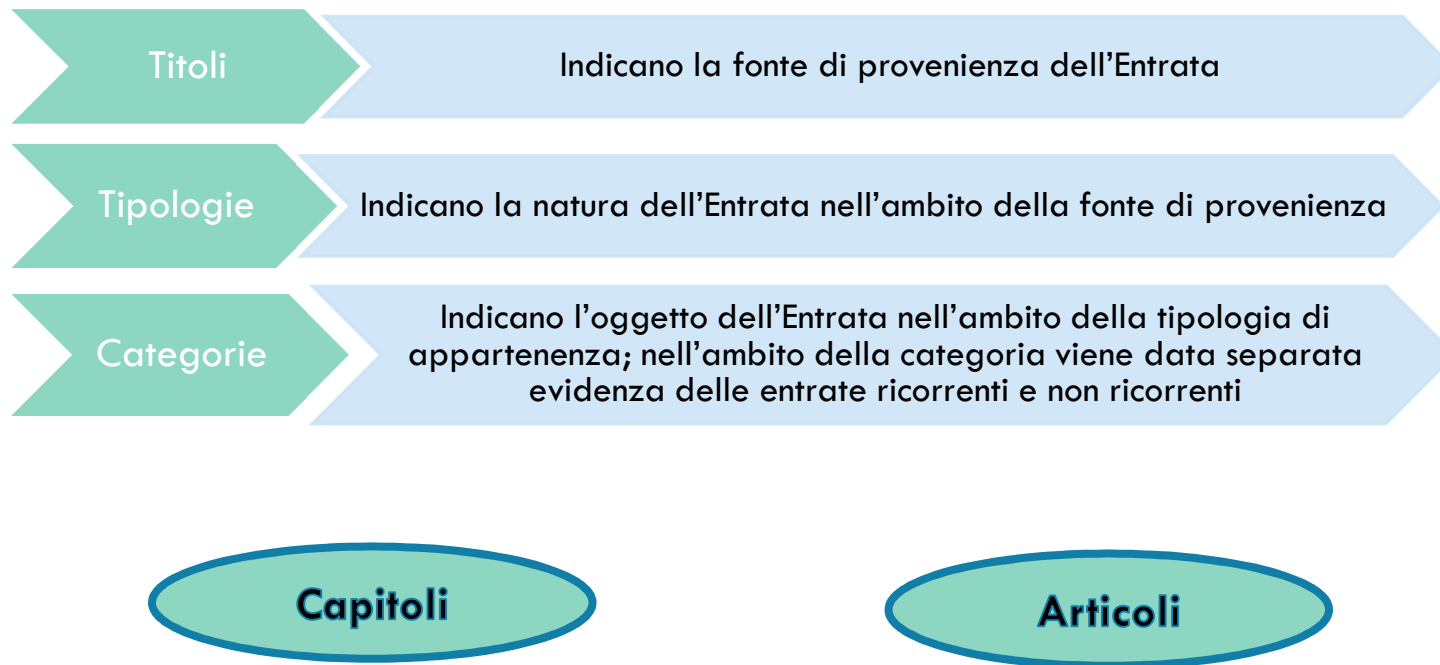 Titoli
Indicano la fonte di provenienza dell’Entrata
Tipologie
Indicano la natura dell’Entrata nell’ambito della fonte di provenienza
Categorie
Indicano l’oggetto dell’Entrata nell’ambito della tipologia di
appartenenza; nell’ambito della categoria viene data separata
evidenza delle entrate ricorrenti e non ricorrenti
Capitoli
Articoli